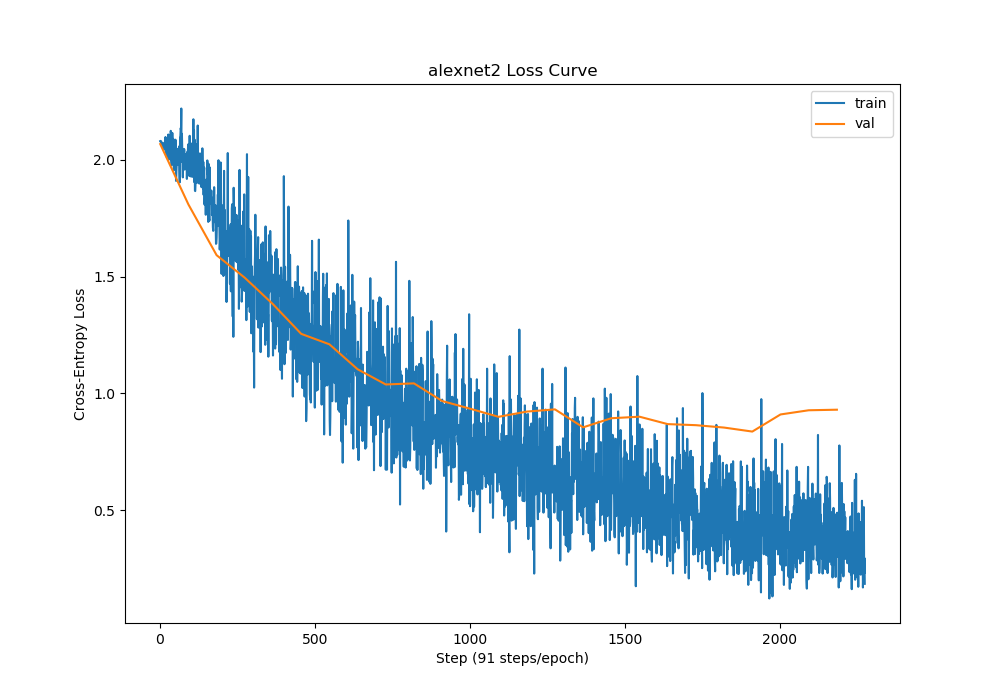 alexnet2 Loss Curve
train
val
Cross-Entropy Loss
2.0
1.5
1.0
0.5
0
500
1000
1500
2000
Step (91 steps/epoch)